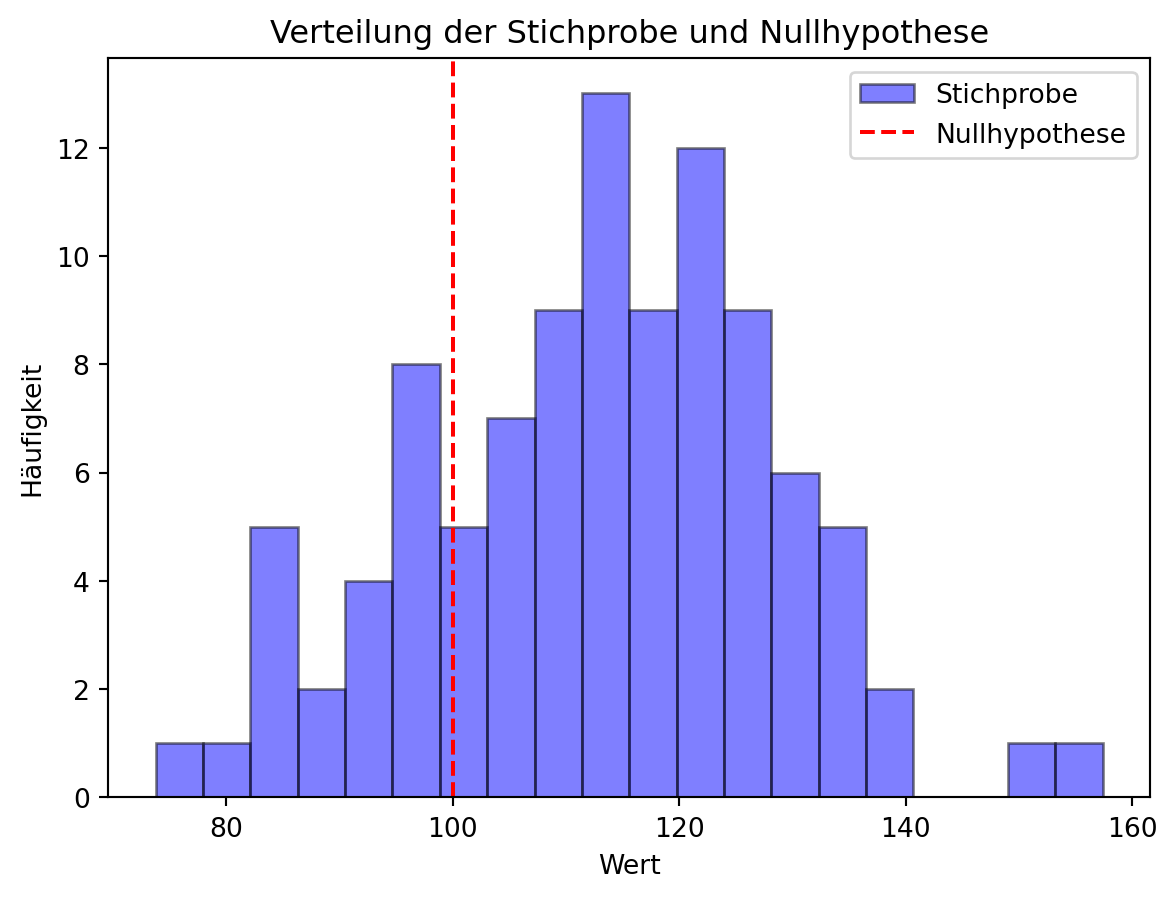 Verteilung der Stichprobe und Nullhypothese
Stichprobe
Nullhypothese
Häufigkeit
12
10
8
6
4
2
0
80 100 120 140 160
Wert